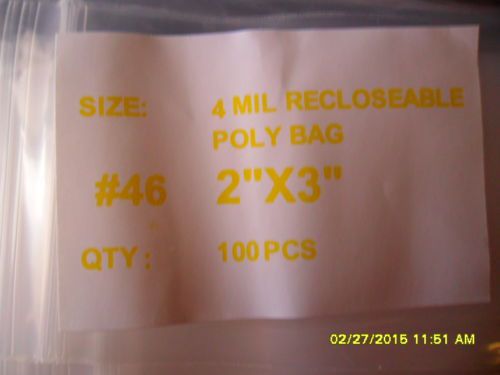 SIZE: 4 MIL RECLOSEABLE
POLY BAG
#46 2"X3"
QTY: 100 PCS
02/27/2015 11:51 AM